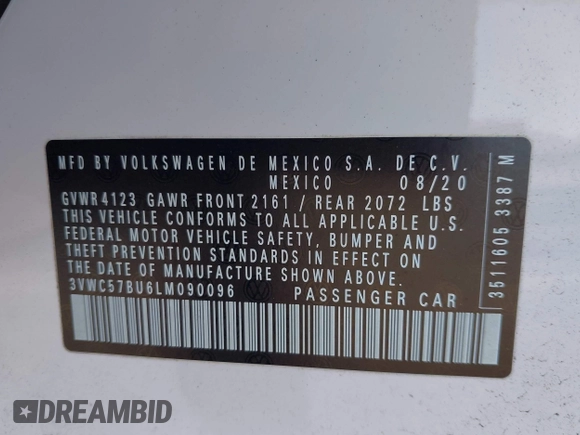 MFD BY VOLKSWAGEN DE MEXICO S.A. DE C.V.
MEXICO 08/20
GVWR 4123 GAWR FRONT 2161 / REAR 2072 LBS
THIS VEHICLE CONFORMS TO ALL APPLICABLE U.S.
FEDERAL MOTOR VEHICLE SAFETY, BUMPER AND
THEFT PREVENTION STANDARDS IN EFFECT ON
THE DATE OF MANUFACTURE SHOWN ABOVE.
3VWC57BU6LM090096 PASSENGER CAR
3511605 3387 M
DREAMBID